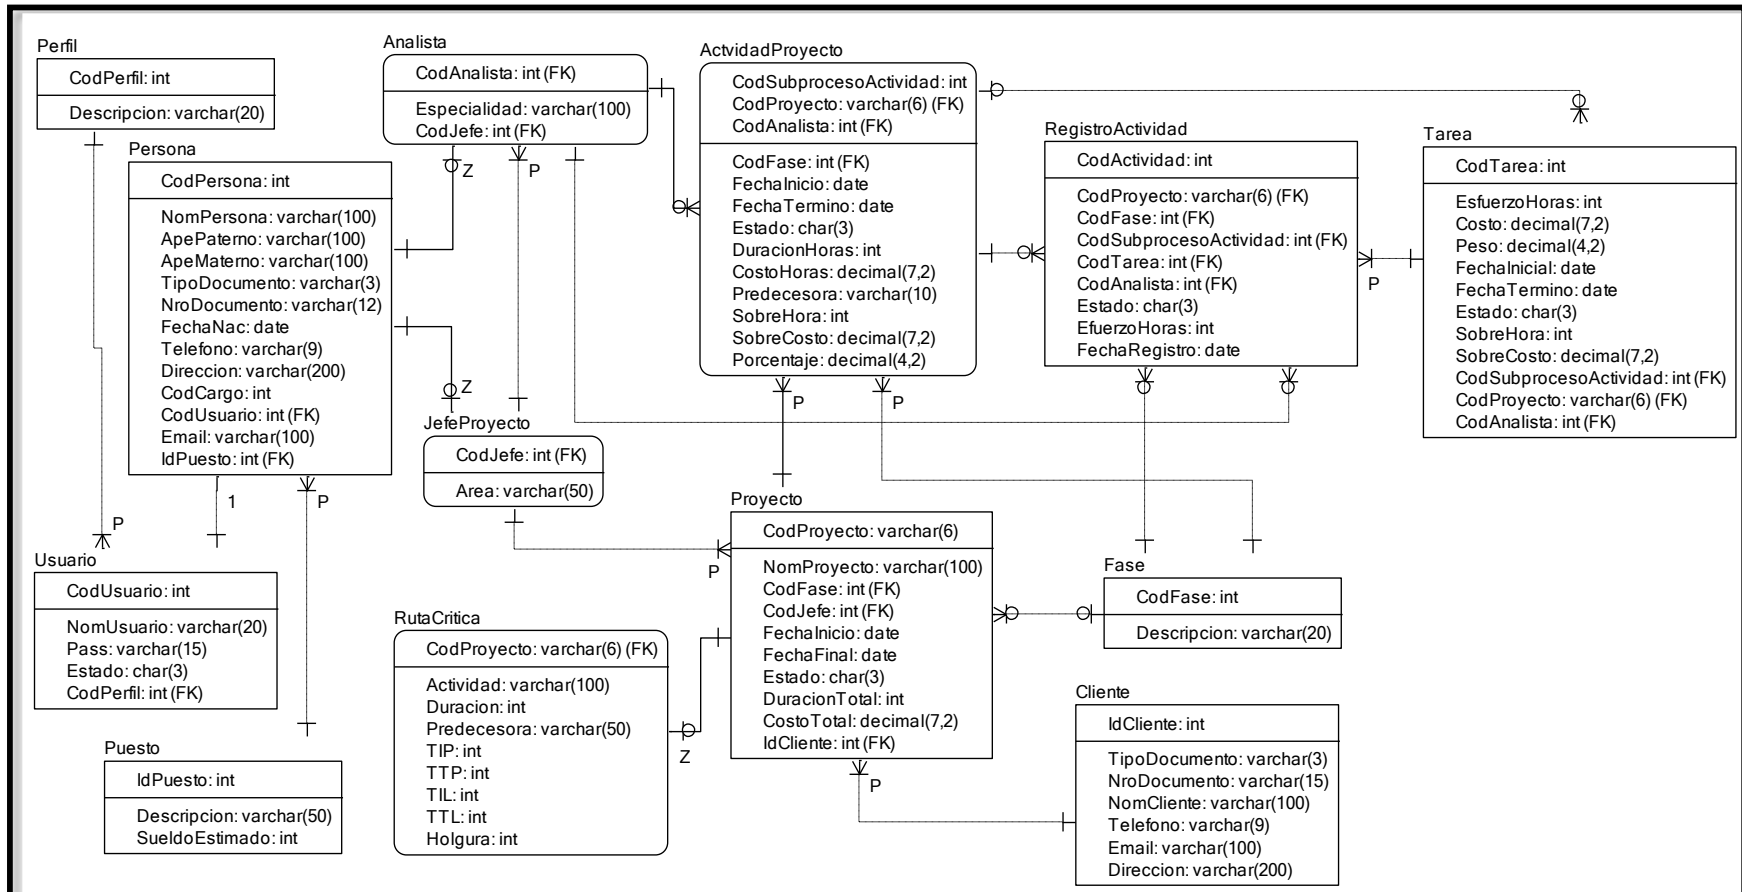 Perfil
CodPerfil: int
Descripcion: varchar(20)
P
Persona
CodPersona: int
NomPersona: varchar(100)
ApePaterno: varchar(100)
ApeMaterno: varchar(100)
TipoDocumento: varchar(3)
NroDocumento: varchar(12)
FechaNac: date
Telefono: varchar(9)
Direccion: varchar(200)
CodCargo: int
CodUsuario: int (FK)
Email: varchar(100)
IdPuesto: int (FK)
1
P
Usuario
CodUsuario: int
NomUsuario: varchar(20)
Pass: varchar(15)
Estado: char(3)
CodPerfil: int (FK)
Puesto
IdPuesto: int
Descripcion: varchar(50)
SueldoEstimado: int
Analista
CodAnalista: int (FK)
Especialidad: varchar(100)
CodJefe: int (FK)
Z
P
Z
JefeProyecto
CodJefe: int (FK)
Area: varchar(50)
P
RutaCritica
CodProyecto: varchar(6) (FK)
Actividad: varchar(100)
Duracion: int
Predecesora: varchar(50)
TIP: int
TTP: int
TIL: int
TTL: int
Holgura: int
Z
ActvidadProyecto
CodSubprocesoActividad: int
CodProyecto: varchar(6) (FK)
CodAnalista: int (FK)
CodFase: int (FK)
FechaInicio: date
FechaTermino: date
Estado: char(3)
DuracionHoras: int
CostoHoras: decimal(7,2)
Predecesora: varchar(10)
SobreHora: int
SobreCosto: decimal(7,2)
Porcentaje: decimal(4,2)
P
P
Proyecto
CodProyecto: varchar(6)
NomProyecto: varchar(100)
CodFase: int (FK)
CodJefe: int (FK)
FechaInicio: date
FechaFinal: date
Estado: char(3)
DuracionTotal: int
CostoTotal: decimal(7,2)
IdCliente: int (FK)
P
RegistroActividad
CodActividad: int
CodProyecto: varchar(6) (FK)
CodFase: int (FK)
CodSubprocesoActividad: int (FK)
CodTarea: int (FK)
CodAnalista: int (FK)
Estado: char(3)
EfuerzoHoras: int
FechaRegistro: date
P
Tarea
CodTarea: int
EsfuerzoHoras: int
Costo: decimal(7,2)
Peso: decimal(4,2)
FechaInicial: date
FechaTermino: date
Estado: char(3)
SobreHora: int
SobreCosto: decimal(7,2)
CodSubprocesoActividad: int (FK)
CodProyecto: varchar(6) (FK)
CodAnalista: int (FK)
Fase
CodFase: int
Descripcion: varchar(20)
Cliente
IdCliente: int
TipoDocumento: varchar(3)
NroDocumento: varchar(15)
NomCliente: varchar(100)
Telefono: varchar(9)
Email: varchar(100)
Direccion: varchar(200)